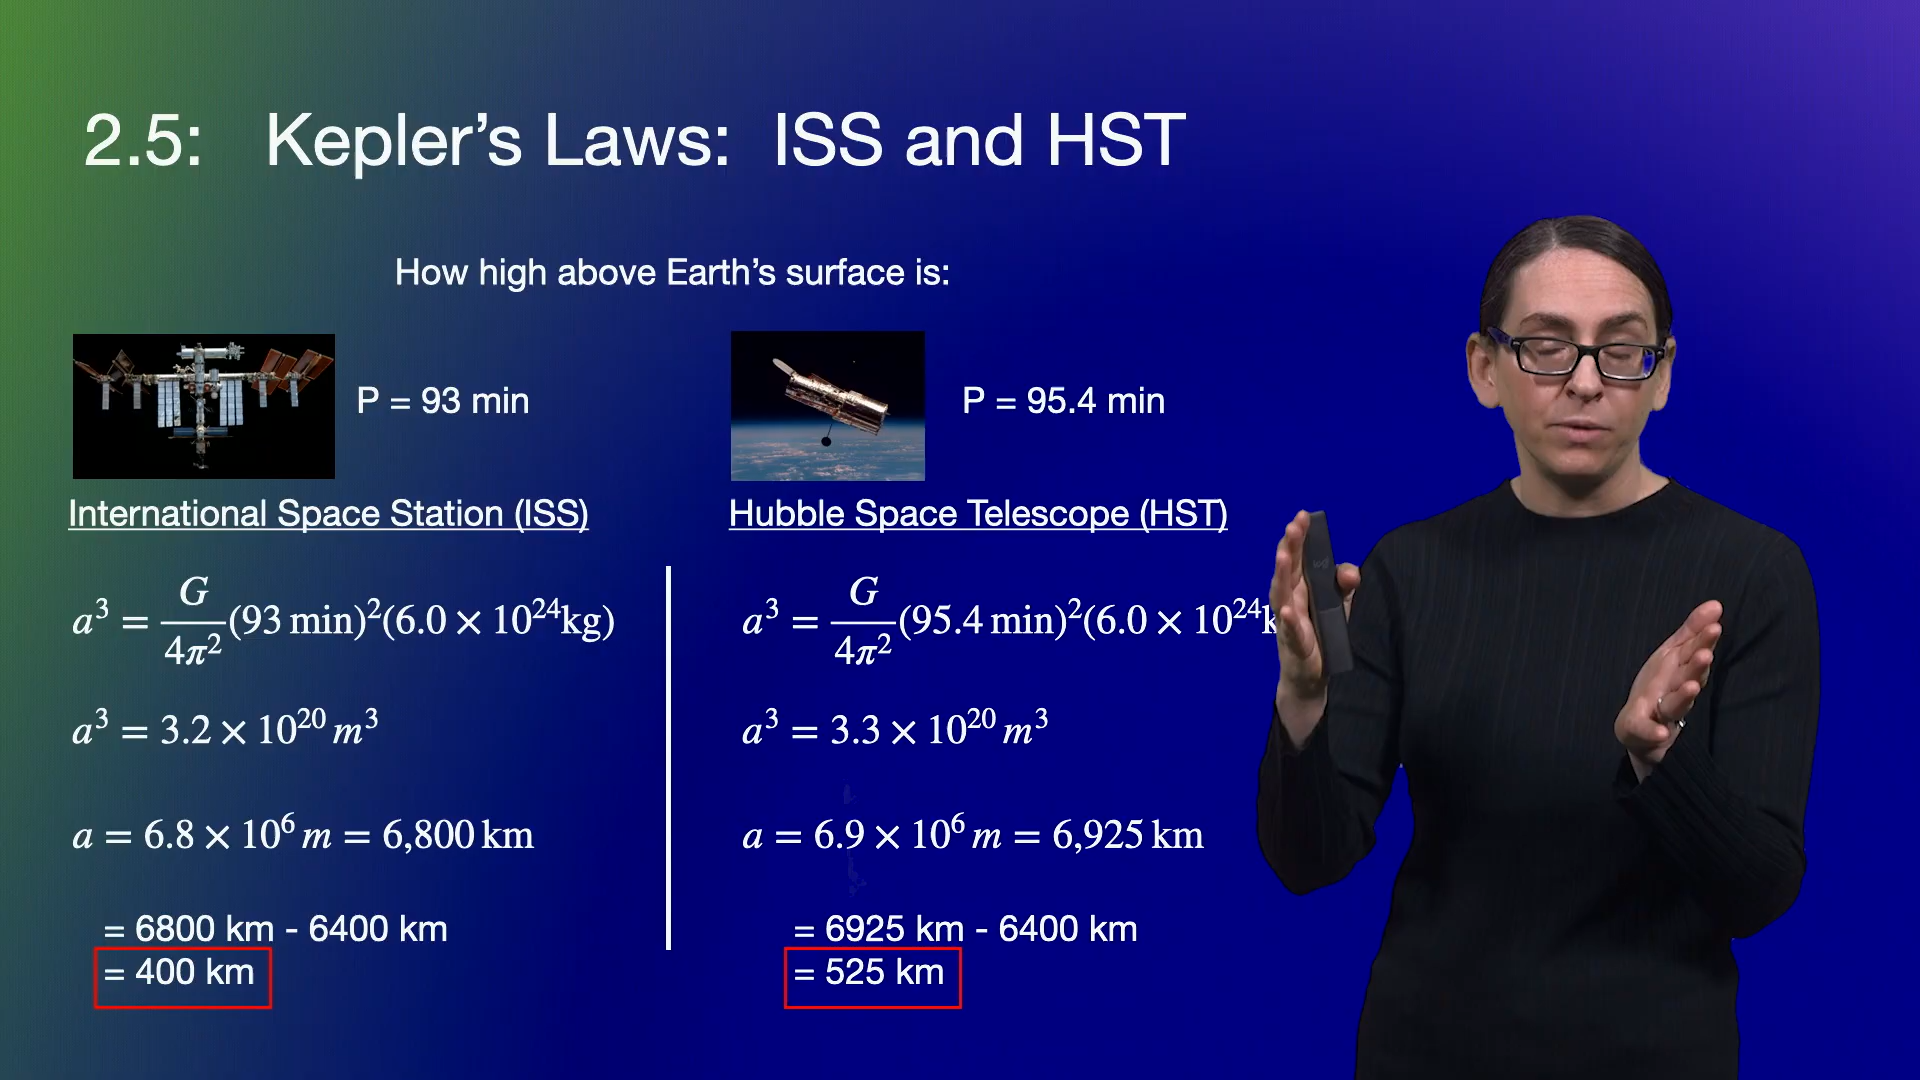 2.5: Kepler’s Laws: ISS and HST
How high above Earth’s surface is:
P = 93 min
P = 95.4 min
International Space Station (ISS)
Hubble Space Telescope (HST)
a³ = G/4π² (93 min)²(6.0 × 10²⁴kg)
a³ = G/4π² (95.4 min)²(6.0 × 10²⁴k
a³ = 3.2 × 10²⁰ m³
a³ = 3.3 × 10²⁰ m³
a = 6.8 × 10⁶ m = 6,800 km
a = 6.9 × 10⁶ m = 6,925 km
= 6800 km - 6400 km
= 6925 km - 6400 km
= 400 km
= 525 km